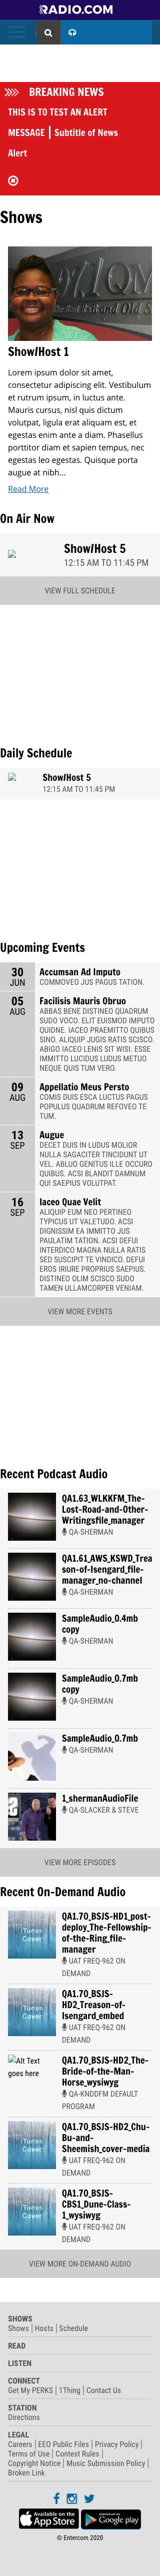 RADIO.COM
BREAKING NEWS
THIS IS TO TEST AN ALERT
MESSAGE | Subtitle of News
Alert
Shows
Show/Host 1
Lorem ipsum dolor sit amet,
consectetur adipiscing elit. Vestibulum
et rutrum ipsum, in luctus ante.
Mauris cursus, nisl quis dictum
volutpat, ligula erat aliquam est, et
egestas enim ante a diam. Phasellus
porttitor diam et sapien tempus, nec
egestas leo egestas. Quisque porta
augue at nibh...
Read More
On Air Now
Show/Host 5
12:15 AM TO 11:45 PM
VIEW FULL SCHEDULE
Daily Schedule
Show/Host 5
12:15 AM TO 11:45 PM
Upcoming Events
30 JUN
Accumsan Ad Imputo
COMMOVEO JUS PAGUS TATION.
05 AUG
Facilisis Mauris Obruo
ABBAS BENE DISTINEO QUADRUM
SUDO VOCO. ELIT EUISMOD IMPUTO
QUIDNE. IACEO PRAEMITTO QUIBUS
SINO. ALIQUIP JUGIS RATIS SCISCO.
ABIGO IACEO LENIS SIT WISI. ESSE
IMMITTO LUCIDUS LUDUS METUO
NEQUE QUIS TUM VERO.
09 AUG
Appellatio Meus Persto
COMIS DUIS ESCA LUCTUS PAGUS
POPULUS QUADRUM REFOVEO TE
TUM.
13 SEP
Augue
DECET DUIS IN LUDUS MOLIOR
NULLA SAGACITER TINCIDUNT UT
VEL. ABLUO GENITUS ILLE OCCURO
QUIBUS. ACSI BLANDIT DAMNUM
QUI SAEPIUS VOLUTPAT.
16 SEP
Iaceo Quae Velit
ALIQUIP EUM NEO PERTINEO
TYPICUS UT VALETUDO. ACSI
DIGNISSIM EA IMMITTO JUS
PAULATIM TATION. ACSI DEFUI
INTERDICO MAGNA NULLA RATIS
SED SUSCIPIT TE VINDICO. DEFUI
EROS IRIURE PROPRIUS SAEPIUS.
DISTINEO OLIM SCISCO SUDO
TAMEN ULLAMCORPER VENIAM.
VIEW MORE EVENTS
Recent Podcast Audio
QA1.63_WLKKFM_The-
Lost-Road-and-Other-
Writingsfile_manager
QA-SHERMAN
QA1.61_AWS_KSWD_Trea
son-of-Isengard_file-
manager_no-channel
QA-SHERMAN
SampleAudio_0.4mb
copy
QA-SHERMAN
SampleAudio_0.7mb
copy
QA-SHERMAN
SampleAudio_0.7mb
QA-SHERMAN
1_shermanAudioFile
QA-SLACKER & STEVE
VIEW MORE EPISODES
Recent On-Demand Audio
Tunein
Cover
QA1.70_BJSJS-HD1_post-
deploy_The-Fellowship-
of-the-Ring_file-
manager
UAT FREQ-962 ON
DEMAND
Tunein
Cover
QA1.70_BJSJS-
HD2_Treason-of-
Isengard_embed
UAT FREQ-962 ON
DEMAND
Alt Text
goes here
QA1.70_BJSJS-HD2_The-
Bride-of-the-Man-
Horse_wysiwyg
QA-KNDDFM DEFAULT
PROGRAM
Tunein
Cover
QA1.70_BJSJS-HD2_Chu-
Bu-and-
Sheemish_cover-media
UAT FREQ-962 ON
DEMAND
Tunein
Cover
QA1.70_BJSJS-
CBS1_Dune-Class-
1_wysiwyg
UAT FREQ-962 ON
DEMAND
VIEW MORE ON-DEMAND AUDIO
SHOWS
Shows | Hosts | Schedule
READ
LISTEN
CONNECT
Get My PERKS | 1Thing | Contact Us
STATION
Directions
LEGAL
Careers | EEO Public Files | Privacy Policy |
Terms of Use | Contest Rules |
Copyright Notice | Music Submission Policy |
Broken Link
Available on the
App Store
GET IT ON
Google play
© Entercom 2020